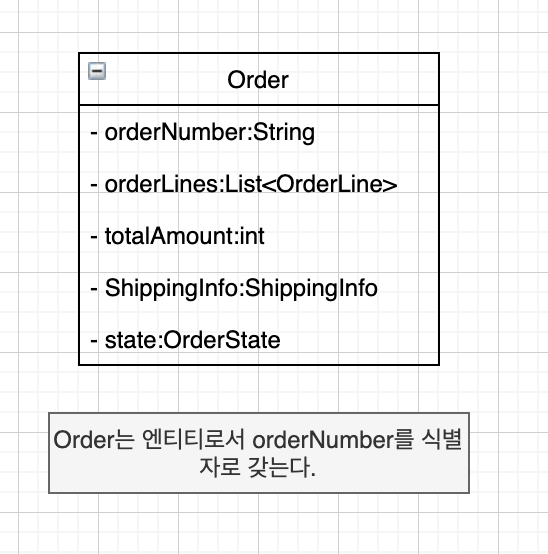 Order
- orderNumber:String
- orderLines:List<OrderLine>
- totalAmount:int
- ShippingInfo:ShippingInfo
- state:OrderState
Order는 엔티티로서 orderNumber를 식별
자로 갖는다.